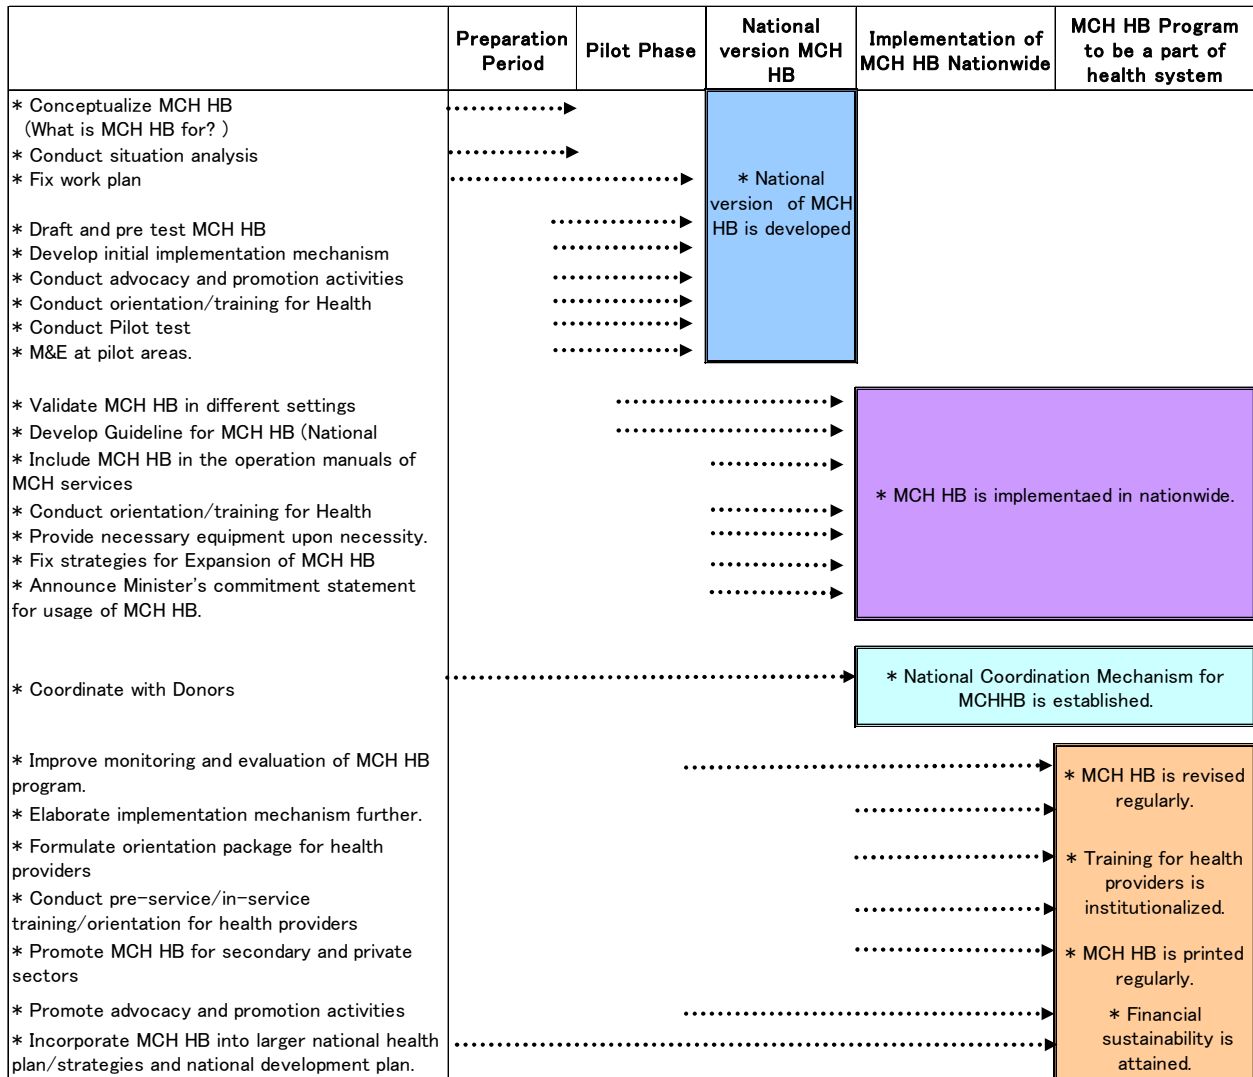 Preparation
Period
Pilot Phase
National
version MCH
HB
Implementation of
MCH HB Nationwide
MCH HB Program
to be a part of
health system
* Conceptualize MCH HB
(What is MCH HB for? )
* Conduct situation analysis
* Fix work plan
* Draft and pre test MCH HB
* Develop initial implementation mechanism
* Conduct advocacy and promotion activities
* Conduct orientation/training for Health
* Conduct Pilot test
* M&E at pilot areas.
* National
version of MCH
HB is developed
* Validate MCH HB in different settings
* Develop Guideline for MCH HB (National
* Include MCH HB in the operation manuals of
MCH services
* Conduct orientation/training for Health
* Provide necessary equipment upon necessity.
* Fix strategies for Expansion of MCH HB
* Announce Minister's commitment statement
for usage of MCH HB.
* MCH HB is implementaed in nationwide.
* Coordinate with Donors
* National Coordination Mechanism for
MCHHB is established.
* Improve monitoring and evaluation of MCH HB
program.
* Elaborate implementation mechanism further.
* Formulate orientation package for health
providers
* Conduct pre-service/in-service
training/orientation for health providers
* Promote MCH HB for secondary and private
sectors
* Promote advocacy and promotion activities
* Incorporate MCH HB into larger national health
plan/strategies and national development plan.
* MCH HB is revised
regularly.
* Training for health
providers is
institutionalized.
* MCH HB is printed
regularly.
* Financial
sustainability is
attained.